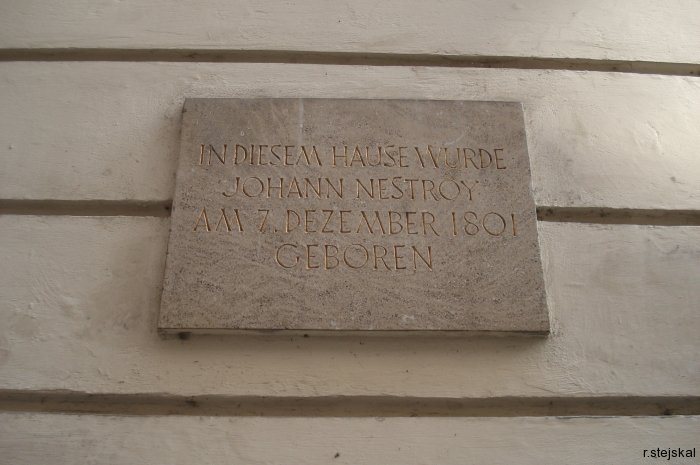 IN DIESEM HAUSE WURDE
JOHANN NESTROY
AM 7. DEZEMBER 1801
GEBOREN
r.stejskal